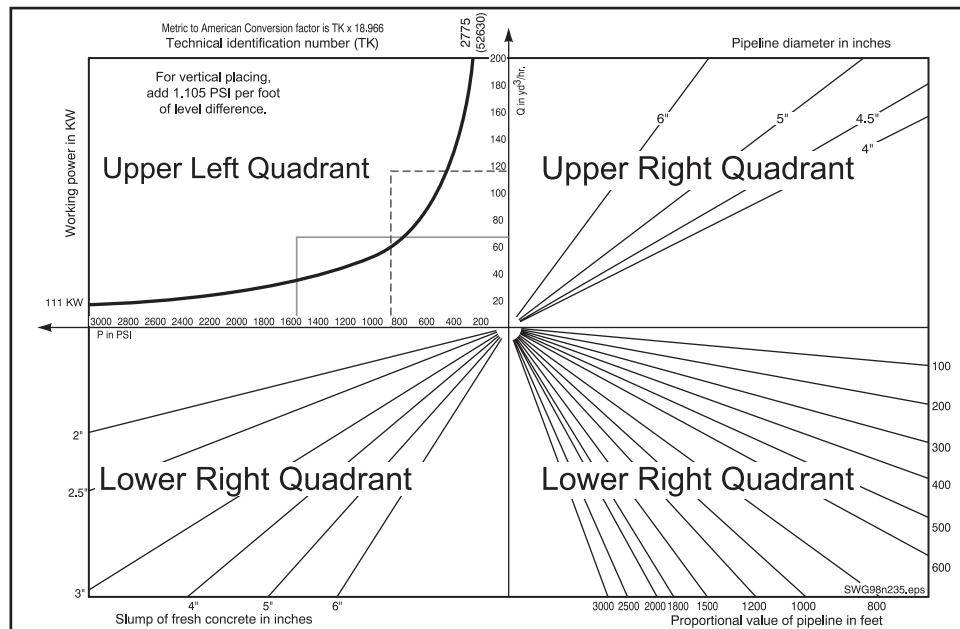 Metric to American Conversion factor is TK x 18.966
Technical identification number (TK)
2775
(52630)
Pipeline diameter in inches
For vertical placing,
add 1.105 PSI per foot
of level difference.
Working power in KW
Q in yd³/hr.
200
180
160
140
120
100
80
60
40
20
6"
5"
4.5"
4"
Upper Left Quadrant
Upper Right Quadrant
111 KW
3000 2800 2600 2400 2200 2000 1800 1600 1400 1200 1000 800 600 400 200
P in PSI
100
200
300
400
500
600
2"
2.5"
3"
Lower Right Quadrant
Lower Right Quadrant
SWG98n235.eps
4" 5" 6"
3000 2500 2000 1800 1500 1200 1000 800
Slump of fresh concrete in inches
Proportional value of pipeline in feet